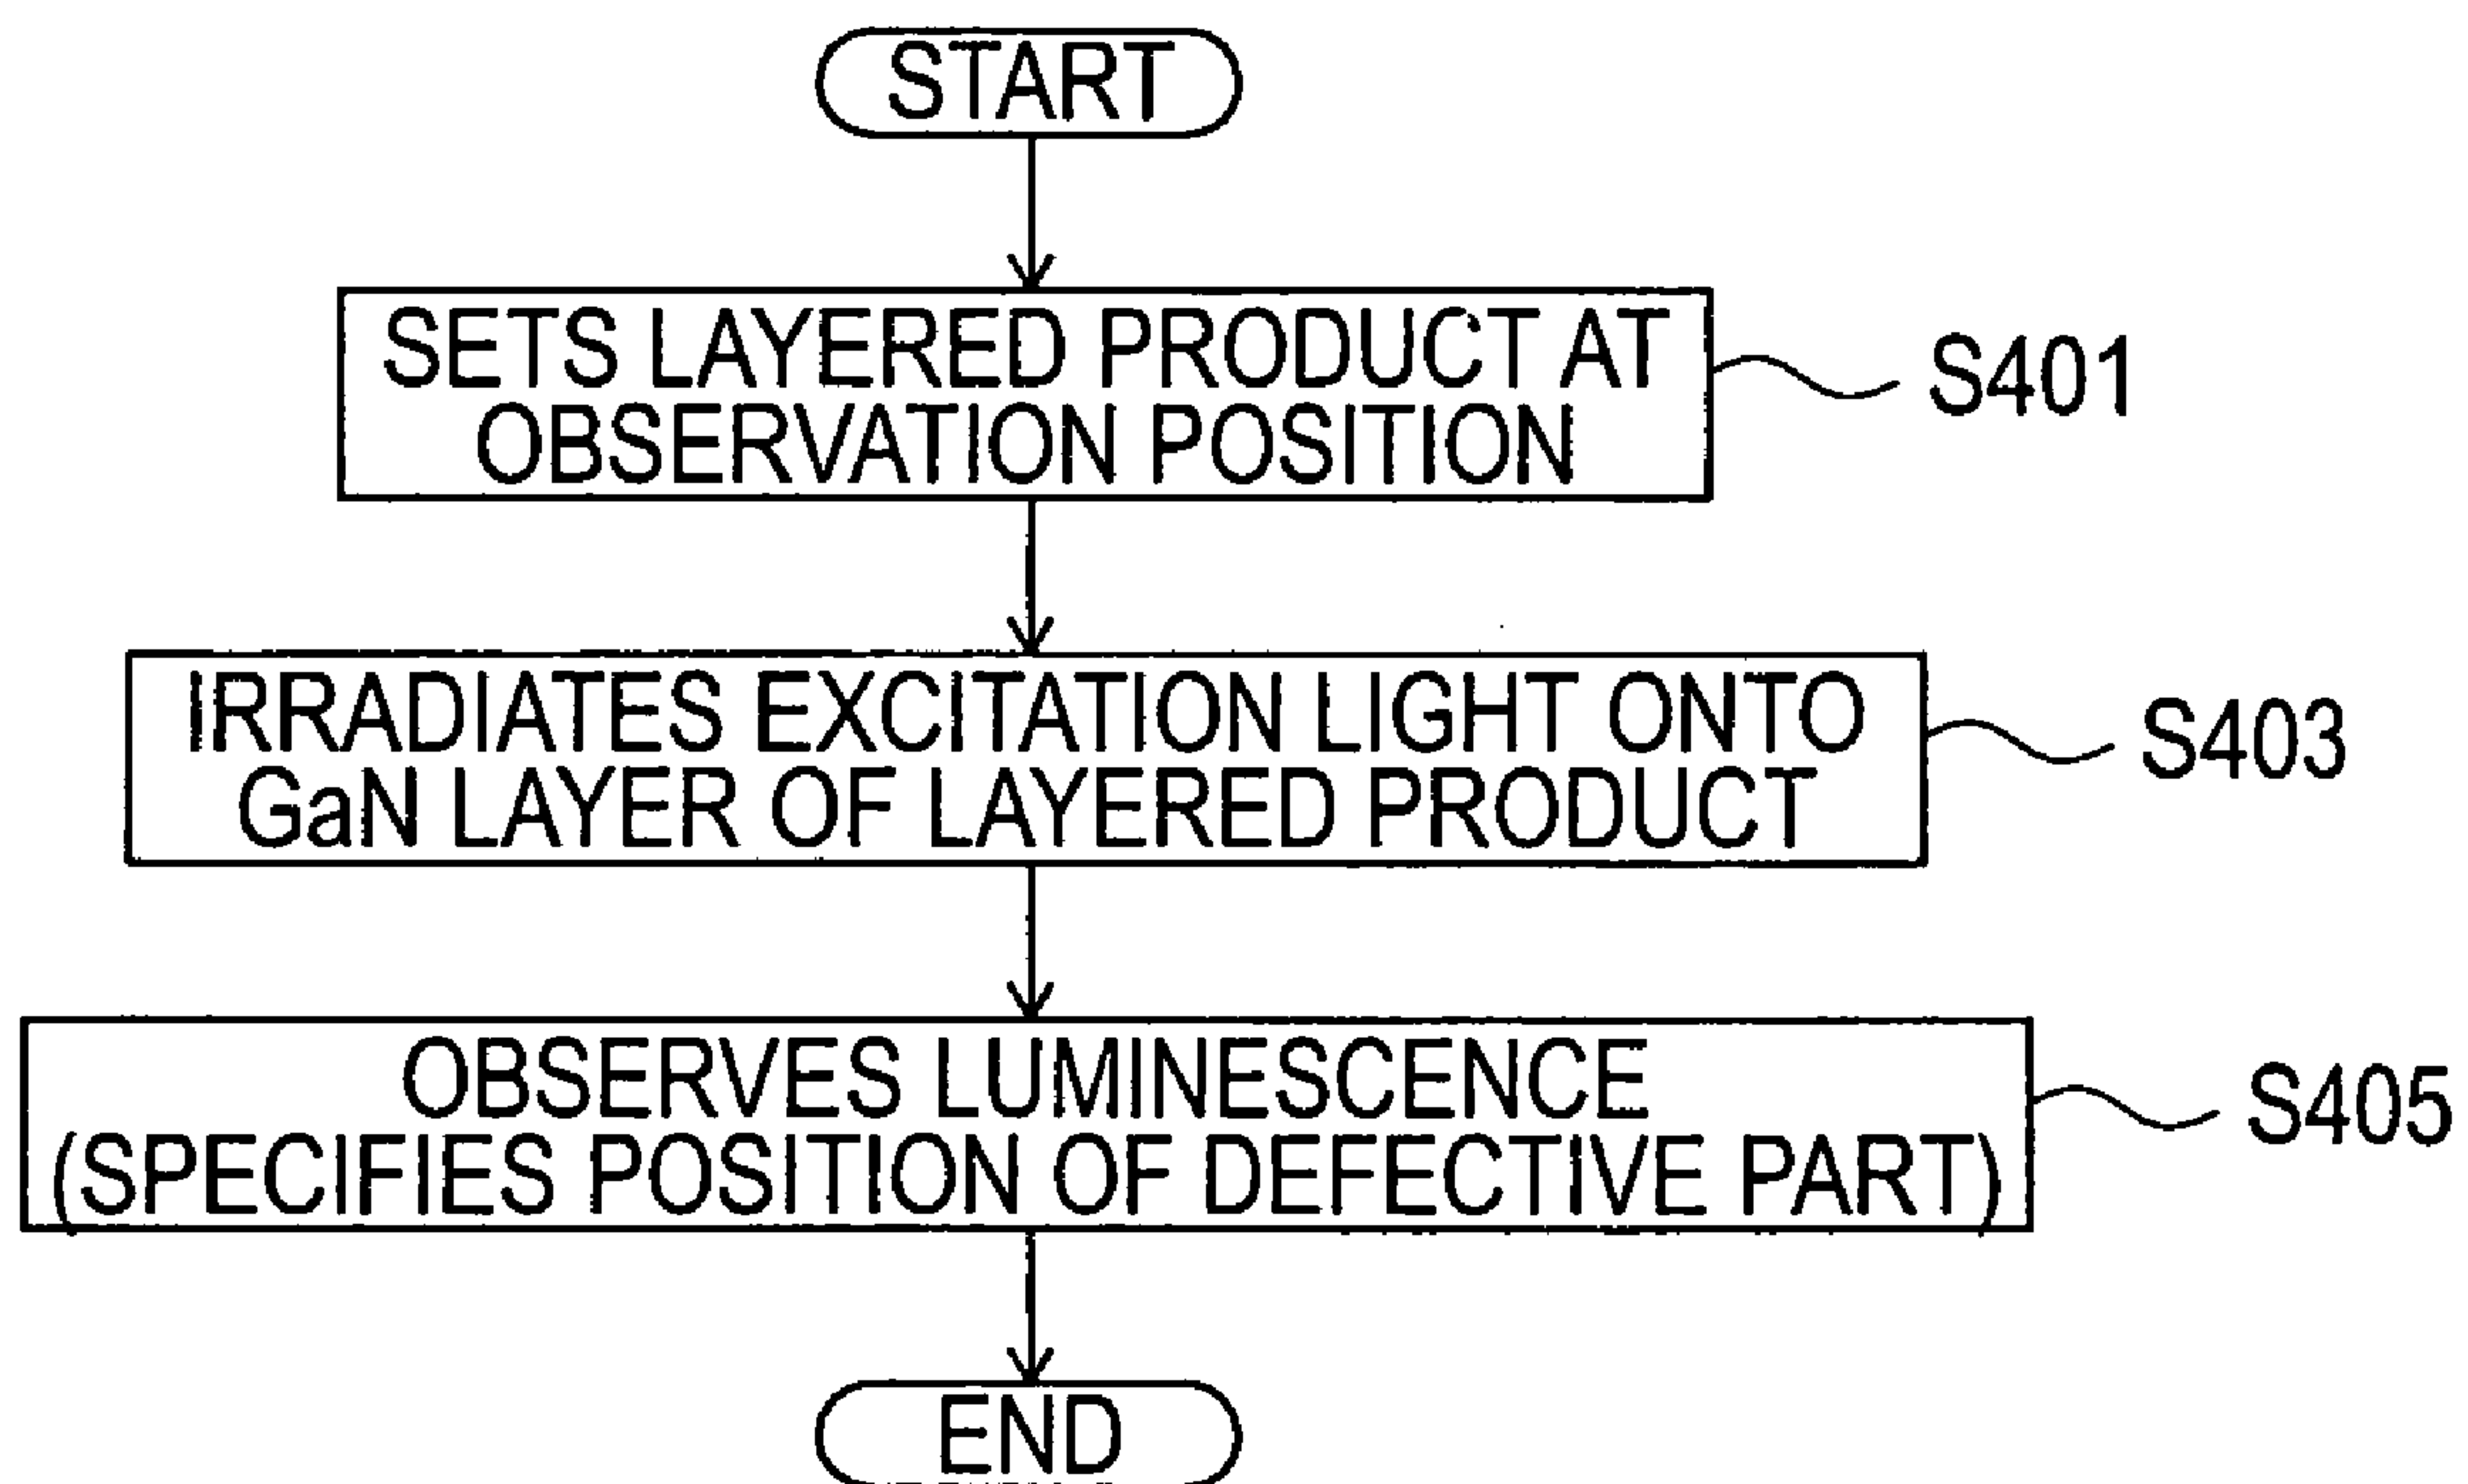 START
SETS LAYERED PRODUCT AT
OBSERVATION POSITION
S401
IRRADIATES EXCITATION LIGHT ONTO
GaN LAYER OF LAYERED PRODUCT
S403
OBSERVES LUMINESCENCE
(SPECIFIES POSITION OF DEFECTIVE PART)
S405
END